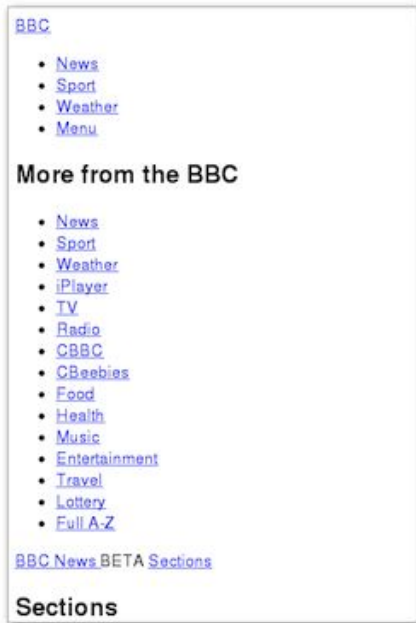 BBC
News
Sport
Weather
Menu
More from the BBC
News
Sport
Weather
iPlayer
TV
Radio
CBBC
CBeebies
Food
Health
Music
Entertainment
Travel
Lottery
Full A-Z
BBC News BETA Sections
Sections